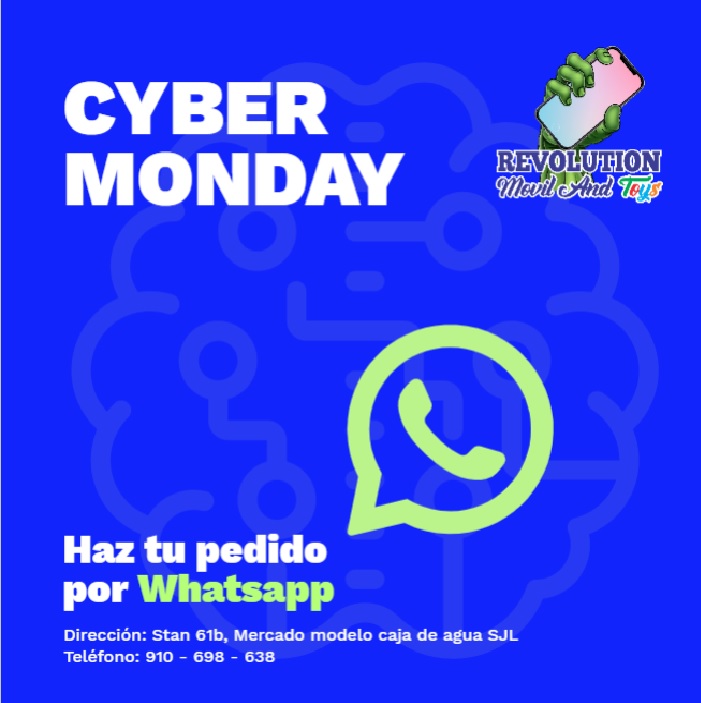 CYBER
MONDAY
REVOLUTION
Movil And Toys
Haz tu pedido
por Whatsapp
Dirección: Stan 61b, Mercado modelo caja de agua SJL
Teléfono: 910 - 698 - 638